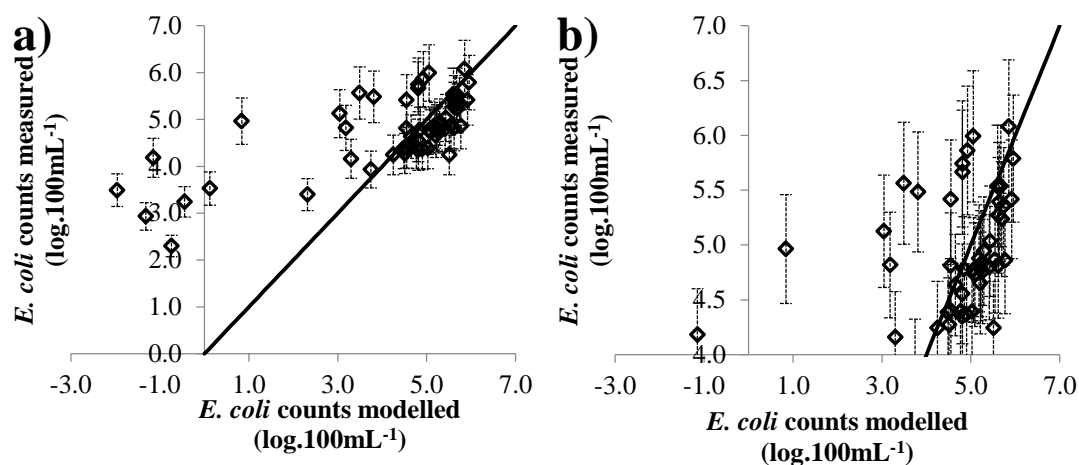 a)
E. coli counts measured
(log.100mL-1)
7.0
6.0
5.0
4.0
3.0
2.0
1.0
0.0
-3.0 -1.0 1.0 3.0 5.0 7.0
E. coli counts modelled
(log.100mL-1)
b)
E. coli counts measured
(log.100mL-1)
7.0
6.5
6.0
5.5
5.0
4.5
4.0
-3.0 -1.0 1.0 3.0 5.0 7.0
E. coli counts modelled
(log.100mL-1)